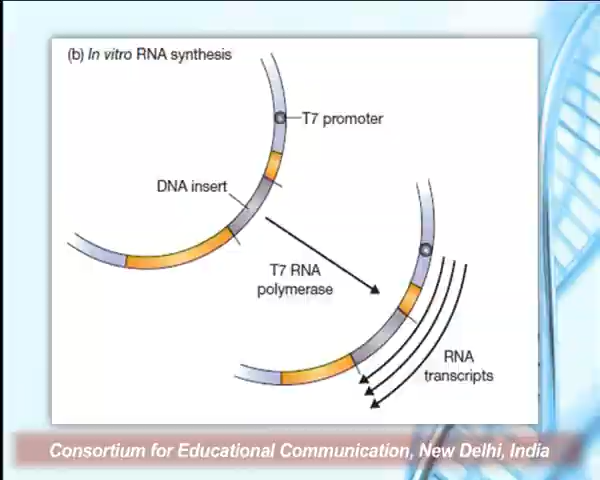 (b) In vitro RNA synthesis
T7 promoter
DNA insert
T7 RNA
polymerase
RNA
transcripts
Consortium for Educational Communication, New Delhi, India